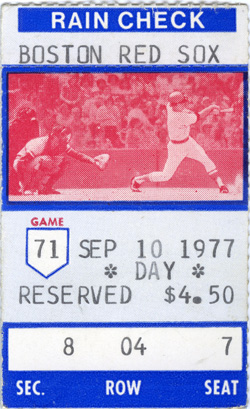 RAIN CHECK
BOSTON RED SOX
GAME
71 SEP 10 1977
* DAY *
RESERVED $4.50
8 04 7
SEC. ROW SEAT